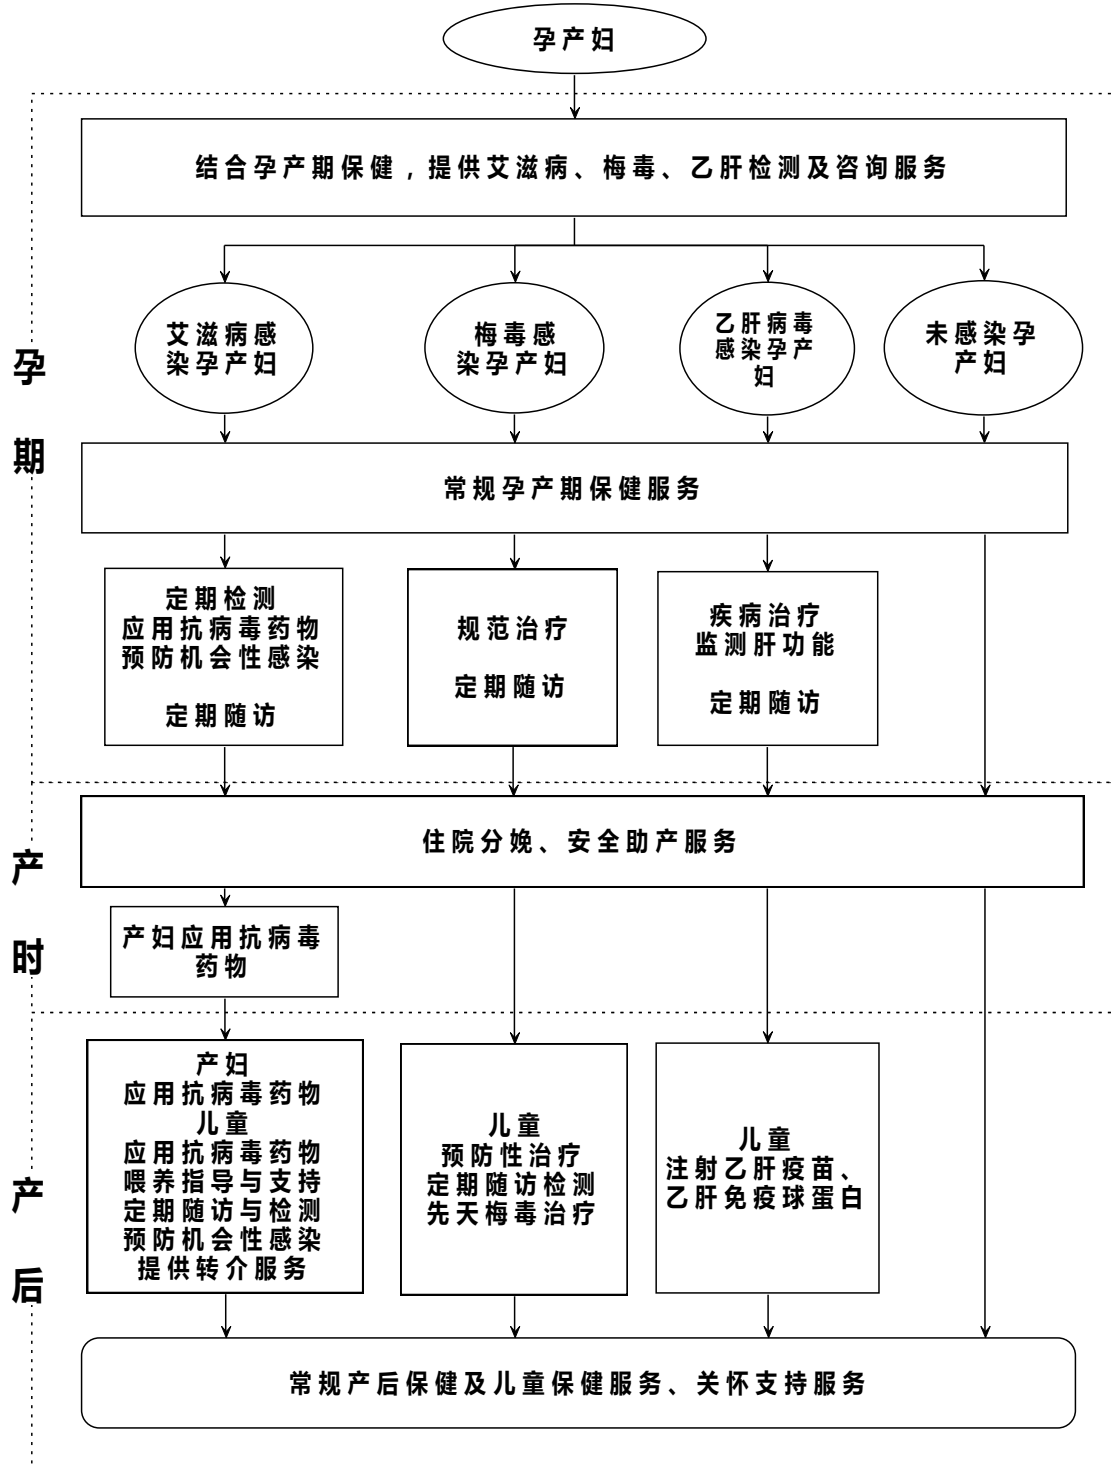 孕产妇
结合孕产期保健，提供艾滋病、梅毒、乙肝检测及咨询服务
艾滋病感
染孕产妇
梅毒感
染孕产妇
乙肝病毒
感染孕产
妇
未感染孕
产妇
孕
期
常规孕产期保健服务
定期检测
应用抗病毒药物
预防机会性感染
定期随访
规范治疗
定期随访
疾病治疗
监测肝功能
定期随访
住院分娩、安全助产服务
产
时
产妇应用抗病毒
药物
产妇
应用抗病毒药物
儿童
应用抗病毒药物
喂养指导与支持
定期随访与检测
预防机会性感染
提供转介服务
儿童
预防性治疗
定期随访检测
先天梅毒治疗
儿童
注射乙肝疫苗、
乙肝免疫球蛋白
产
后
常规产后保健及儿童保健服务、关怀支持服务